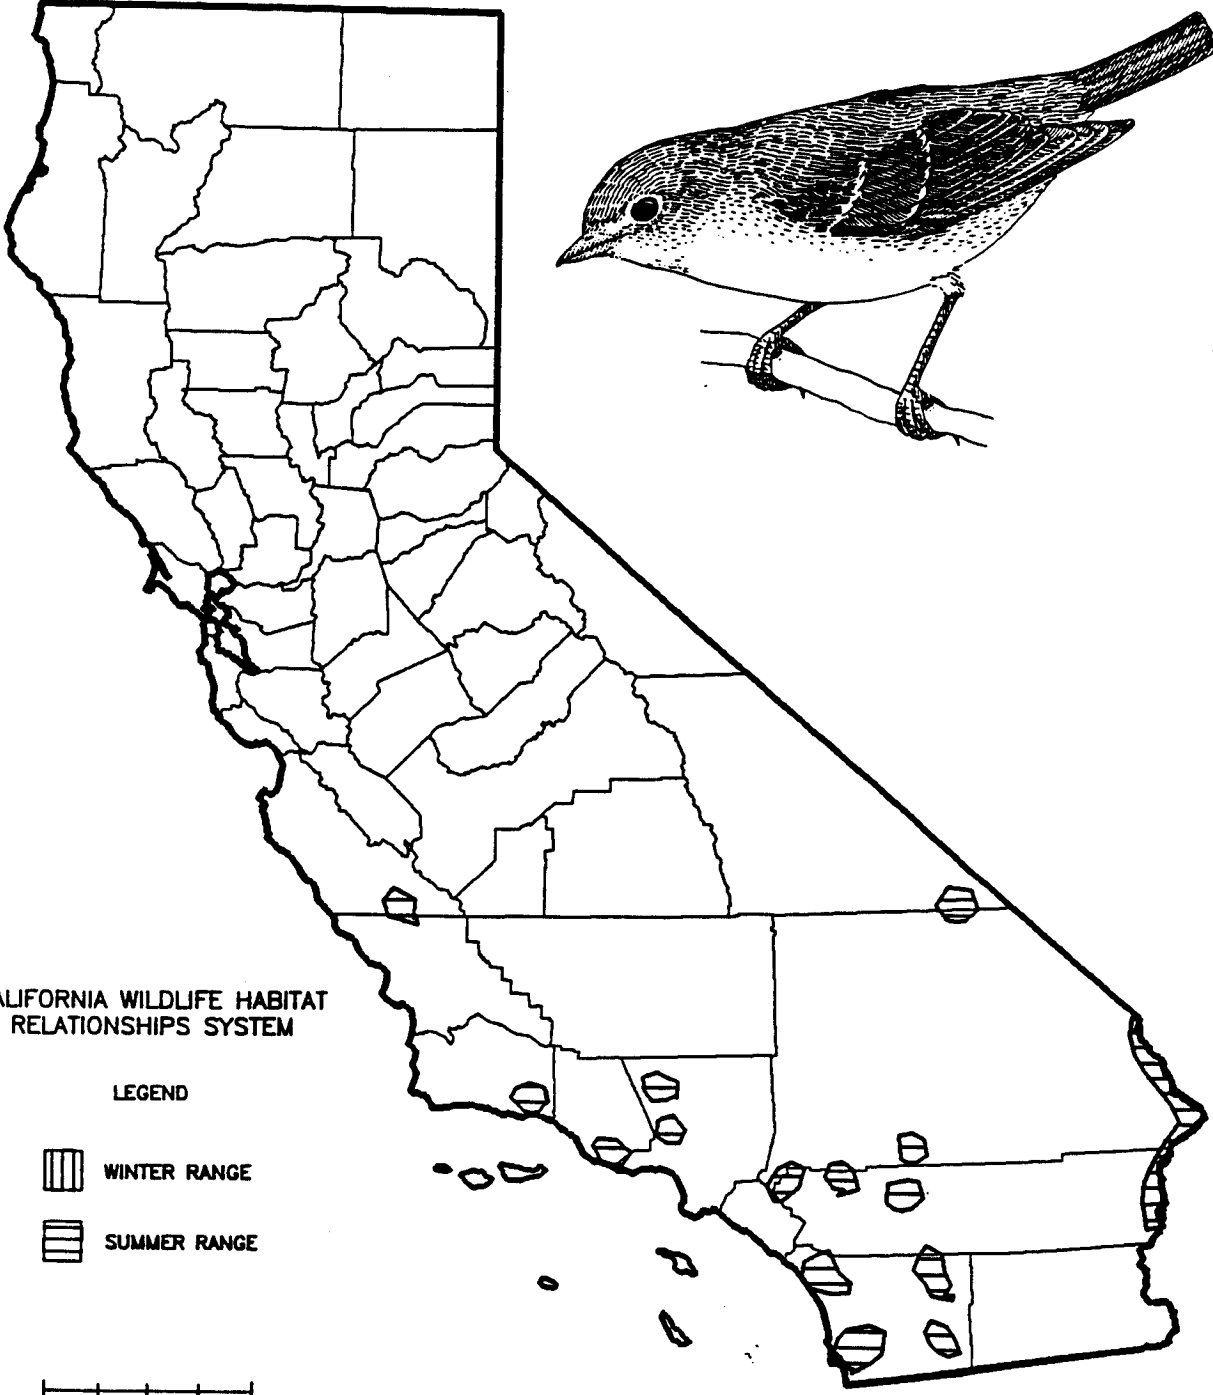 ALIFORNIA WILDLIFE HABITAT
RELATIONSHIPS SYSTEM
LEGEND
WINTER RANGE
SUMMER RANGE